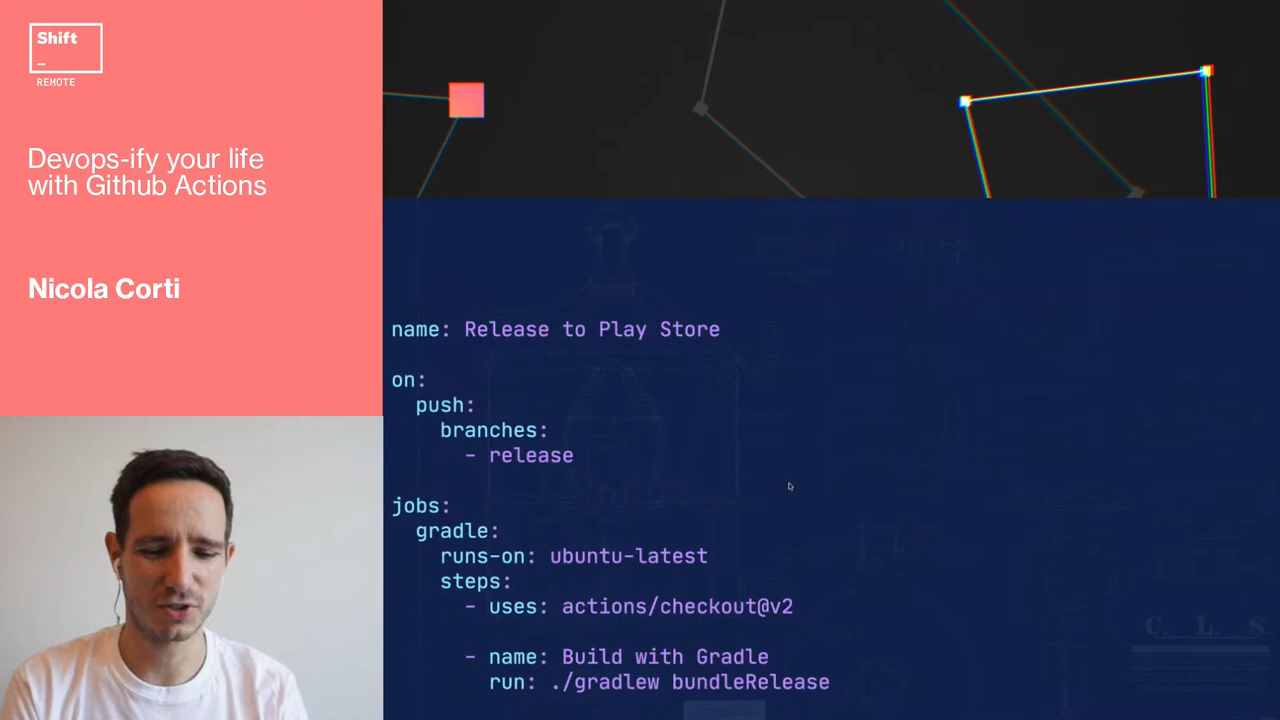 Shift
_
REMOTE
Devops-ify your life
with Github Actions
Nicola Corti
name: Release to Play Store
on:
push:
branches:
- release
jobs:
gradle:
runs-on: ubuntu-latest
steps:
- uses: actions/checkout@v2
- name: Build with Gradle
run: ./gradlew bundleRelease
C. L. S.